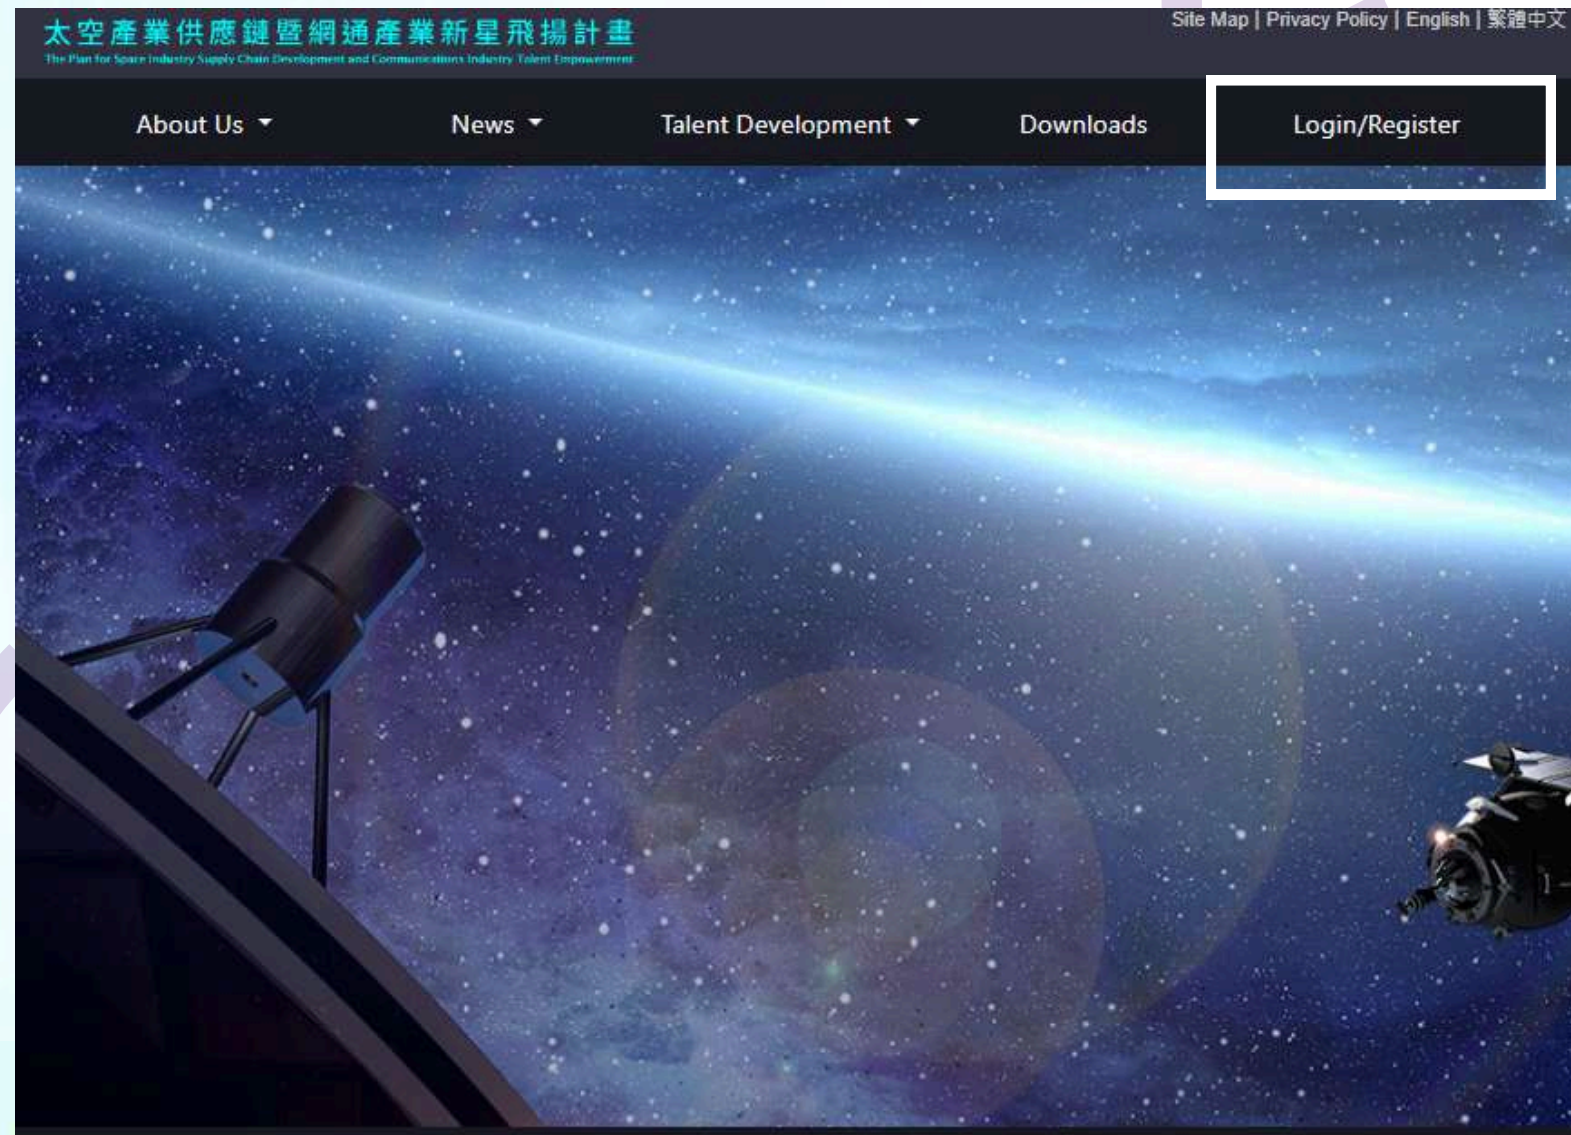 太空產業供應鏈暨網通產業新星飛揚計畫
The Plan for Space Industry Supply Chain Development and Communications Industry Talent Empowerment
Site Map | Privacy Policy | English | 繁體中文
About Us
News
Talent Development
Downloads
Login/Register